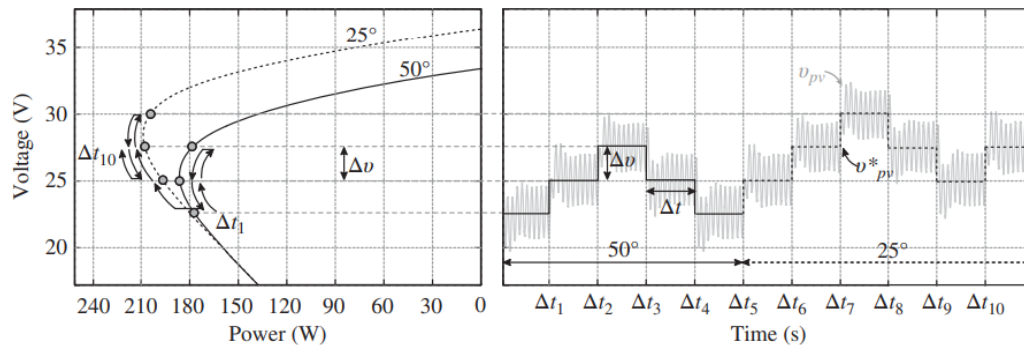 Voltage (V)
35
30
25
20
25°
50°
Δt₁₀
Δt₁
Δυ
240 210 180 150 120 90 60 30 0
Power (W)
υpv
Δυ
υ*pv
Δt
50°
25°
Δt₁ Δt₂ Δt₃ Δt₄ Δt₅ Δt₆ Δt₇ Δt₈ Δt₉ Δt₁₀
Time (s)